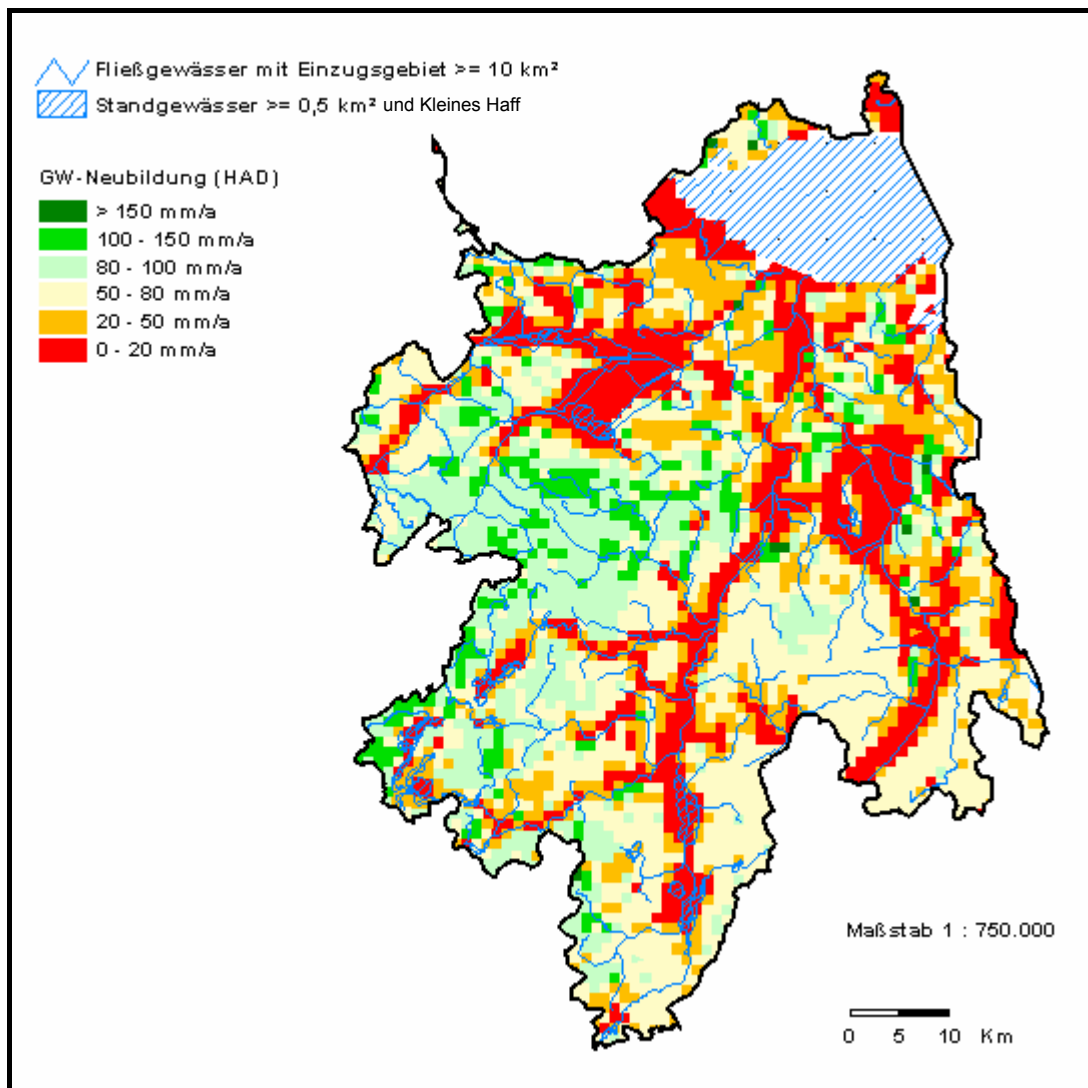 Fließgewässer mit Einzugsgebiet >= 10 km²
Standgewässer >= 0,5 km² und Kleines Haff
GW-Neubildung (HAD)
> 150 mm/a
100 - 150 mm/a
80 - 100 mm/a
50 - 80 mm/a
20 - 50 mm/a
0 - 20 mm/a
Maßstab 1 : 750.000
0 5 10 Km